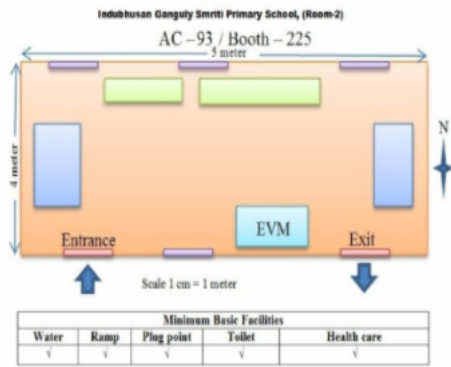 Indubhusan Ganguly Smriti Primary School, (Room-2)
AC – 93 / Booth – 225
5 meter
4 meter
N
EVM
Entrance
Exit
Scale 1 cm = 1 meter
Minimum Basic Facilities
Water Ramp Plug point Toilet Health care
√ √ √ √ √